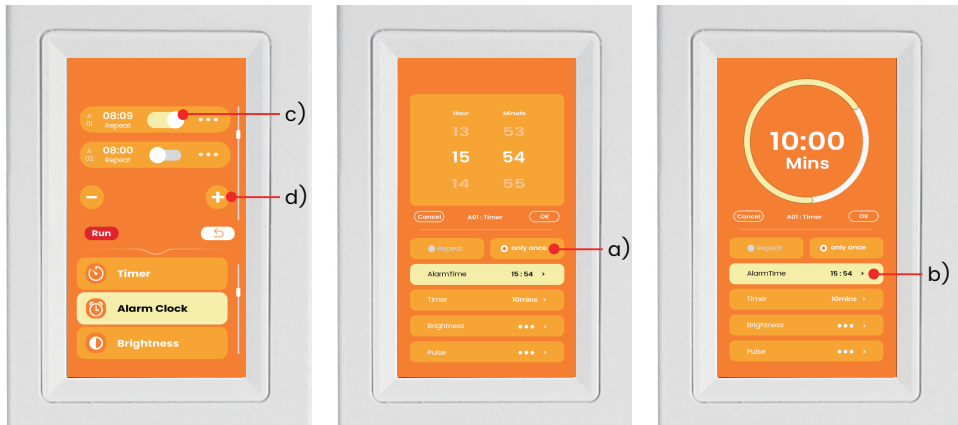 A
01
08:09
Repeat
c)
A
02
08:00
Repeat
d)
Run
Timer
Alarm Clock
Brightness
Hour Minute
13 53
15 54
14 55
Cancel A01 : Timer OK
Repeat only once
a)
AlarmTime 15 : 54 >
Timer 10mins >
Brightness >
Pulse >
10:00
Mins
Cancel A01 : Timer OK
Repeat only once
AlarmTime 15 : 54 >
b)
Timer 10mins >
Brightness >
Pulse >